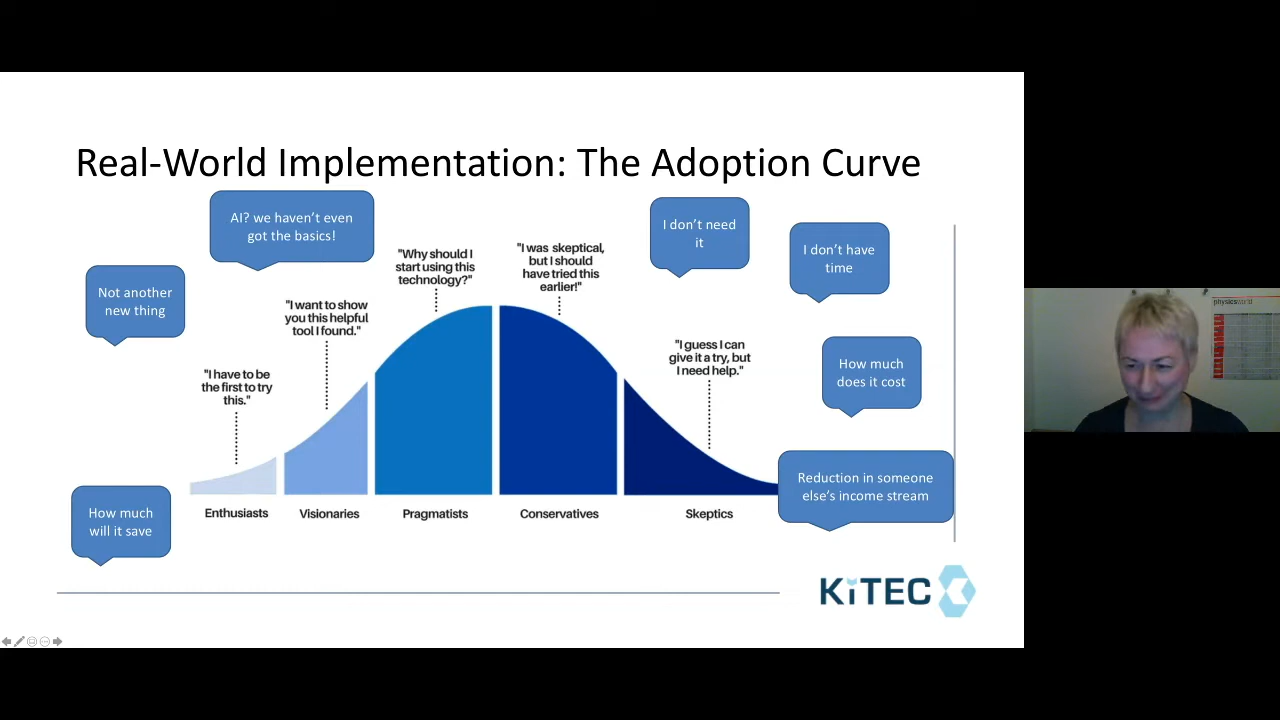 Real-World Implementation: The Adoption Curve
AI? we haven't even
got the basics!
Not another
new thing
How much
will it save
"I have to be
the first to try
this."
"I want to show
you this helpful
tool I found."
"Why should I
start using this
technology?"
"I was skeptical,
but I should
have tried this
earlier!"
"I guess I can
give it a try, but
I need help."
I don't need
it
I don't have
time
How much
does it cost
Reduction in someone
else's income stream
Enthusiasts
Visionaries
Pragmatists
Conservatives
Skeptics
KiTEC
physicsworld